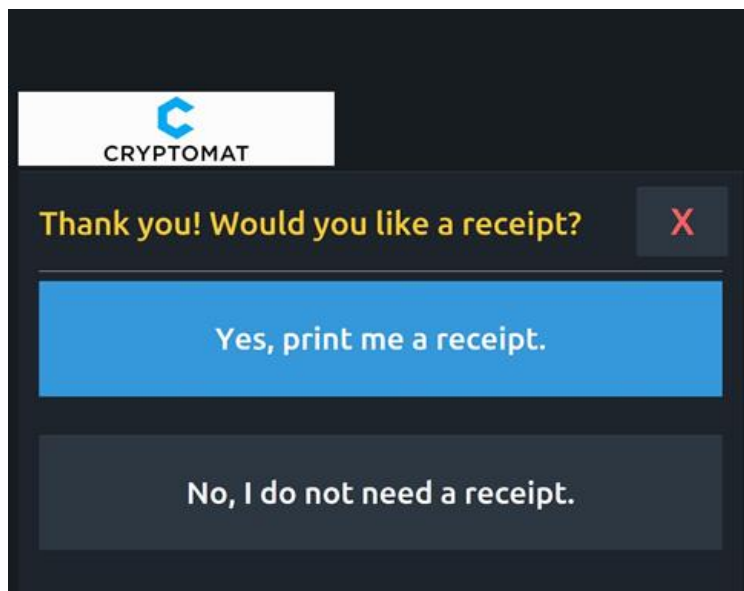 CRYPTOMAT
Thank you! Would you like a receipt?
X
Yes, print me a receipt.
No, I do not need a receipt.